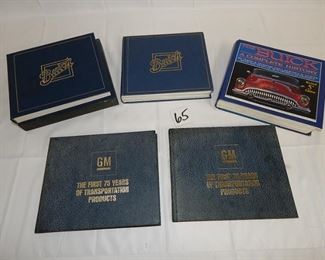 Buick
Buick
BUICK
A COMPLETE HISTORY
65
GM
THE FIRST 75 YEARS
OF TRANSPORTATION
PRODUCTS
GM
THE FIRST 75 YEARS
OF TRANSPORTATION
PRODUCTS